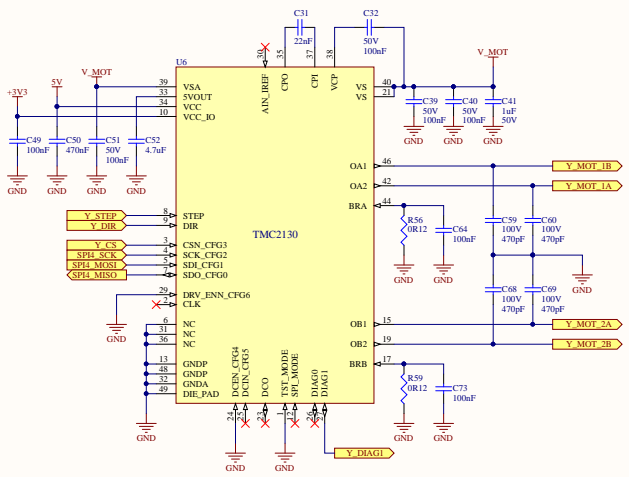 C31
22nF
C32
50V
100nF
U6
30
35
37
38
AIN_IREF
CPO
CPI
VCP
V_MOT
+3V3
5V
V_MOT
39
33
34
10
VSA
5VOUT
VCC
VCC_IO
VS
VS
40
21
C49
100nF
C50
470nF
C51
50V
100nF
C52
4.7uF
C39
50V
100nF
C40
50V
100nF
C41
1uF
50V
GND
GND
GND
GND
GND
GND
GND
OA1
46
Y_MOT_1B
OA2
42
Y_MOT_1A
BRA
44
Y_STEP
8
STEP
Y_DIR
9
DIR
R56
0R12
C64
100nF
C59
100V
470pF
C60
100V
470pF
TMC2130
Y_CS
3
CSN_CFG3
SPI4_SCK
4
SCK_CFG2
SPI4_MOSI
5
SDI_CFG1
SPI4_MISO
7
SDO_CFG0
GND
GND
GND
29
DRV_ENN_CFG6
2
CLK
C68
100V
470pF
C69
100V
470pF
GND
6
NC
31
NC
36
NC
OB1
15
Y_MOT_2A
OB2
19
Y_MOT_2B
13
GNDP
48
GNDP
32
GNDA
49
DIE_PAD
BRB
17
R59
0R12
C73
100nF
DCEN_CFG4
DCIN_CFG5
DCO
TST_MODE
SPI_MODE
DIAG0
DIAG1
24
25
23
1
12
26
GND
GND
GND
GND
GND
Y_DIAG1